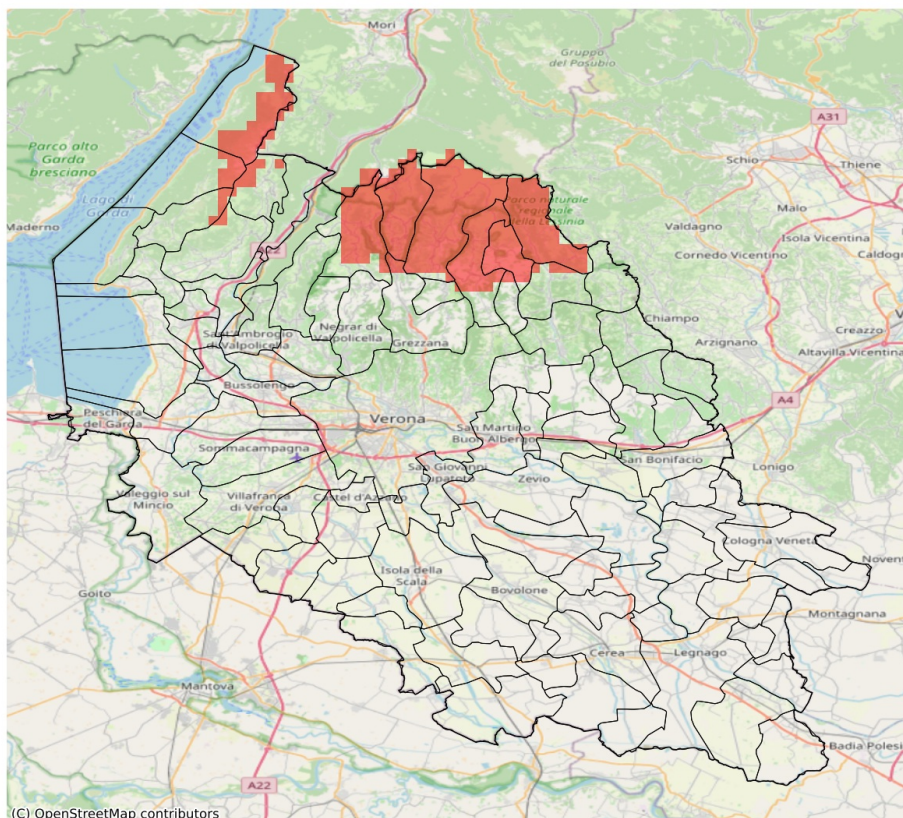 Mori
Gruppo
del Pasubio
A31
Parco alto
Garda
bresciano
Schio
Thiene
Lago di
Garda
Parco naturale
regionale
della Lessinia
Malo
Maderno
Valdagno
Isola Vicentina
A22
Cornedo Vicentino
Caldog
Chiampo
Sant'Ambrogio
di Valpolicella
Negrar di
Valpolicella
Grezzana
Creazzo
Arzignano
Altavilla Vicentina
Bussolengo
A4
Peschiera
del Garda
Verona
San Martino
Buon Albergo
Sommacampagna
San Bonifacio
Lonigo
San Giovanni
Lupatoto
Zevio
Valeggio sul
Mincio
Villafranca
di Verona
Castel d'Azzano
Cologna Veneta
Novent
Isola della
Scala
Goito
Bovolone
Montagnana
Cerea
Legnago
Mantova
Badia Polesi
A22
(C) OpenStreetMap contributors